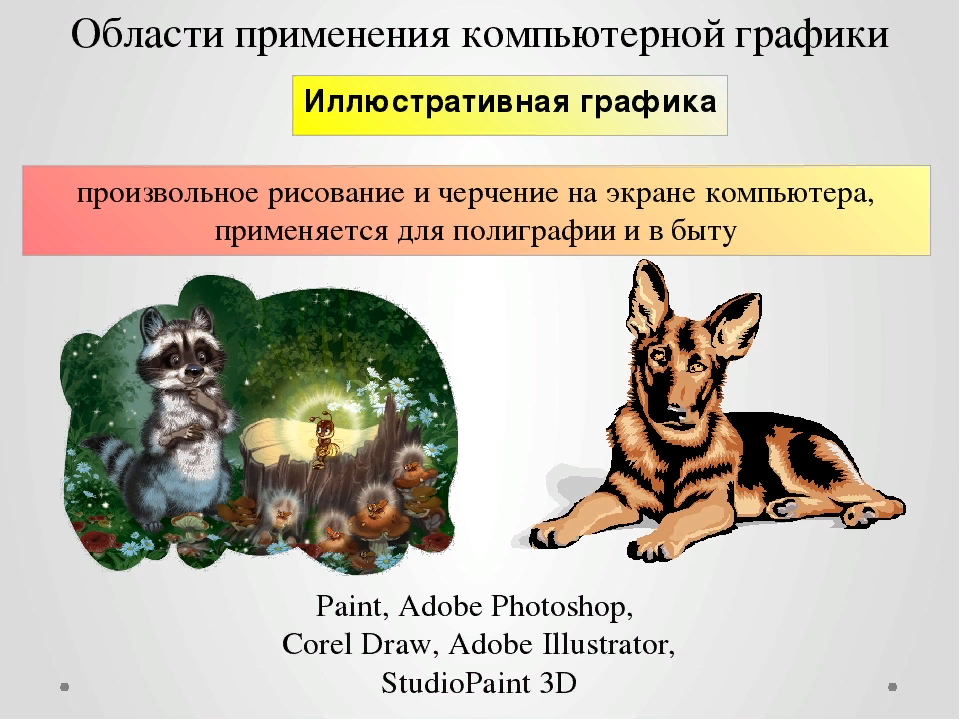 Области применения компьютерной графики
Иллюстративная графика
произвольное рисование и черчение на экране компьютера,
применяется для полиграфии и в быту
Paint, Adobe Photoshop,
Corel Draw, Adobe Illustrator,
StudioPaint 3D